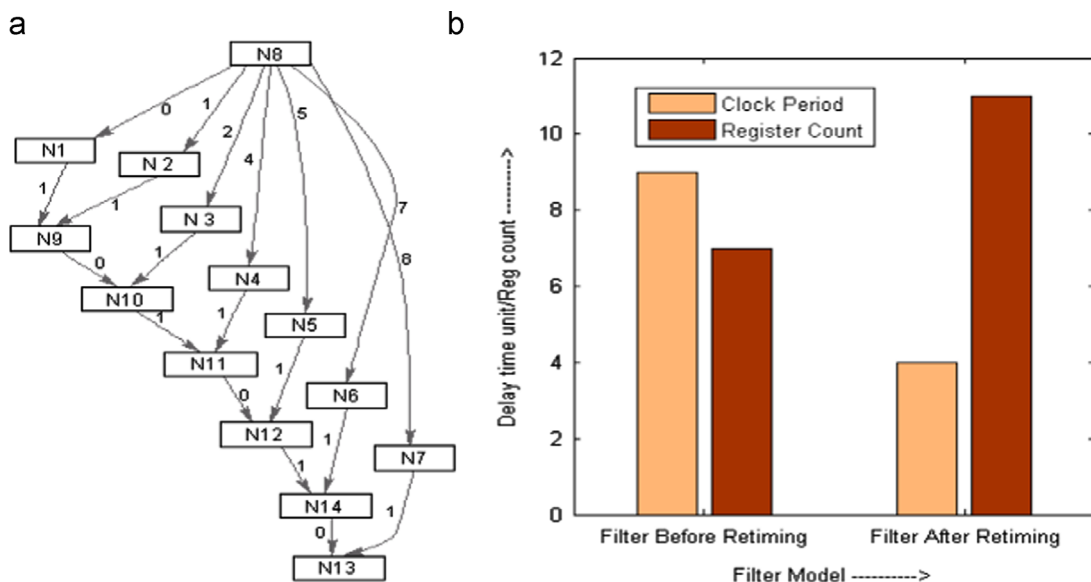 a
N8
0
1
2
4
5
7
8
N1
N 2
N 3
N4
N5
N6
N7
1
1
1
1
1
1
1
N9
0
N10
1
N11
0
N12
1
N14
0
N13
b
12
10
8
6
4
2
0
Delay time unit/Reg count --------->
Clock Period
Register Count
Filter Before Retiming
Filter After Retiming
Filter Model ---------->